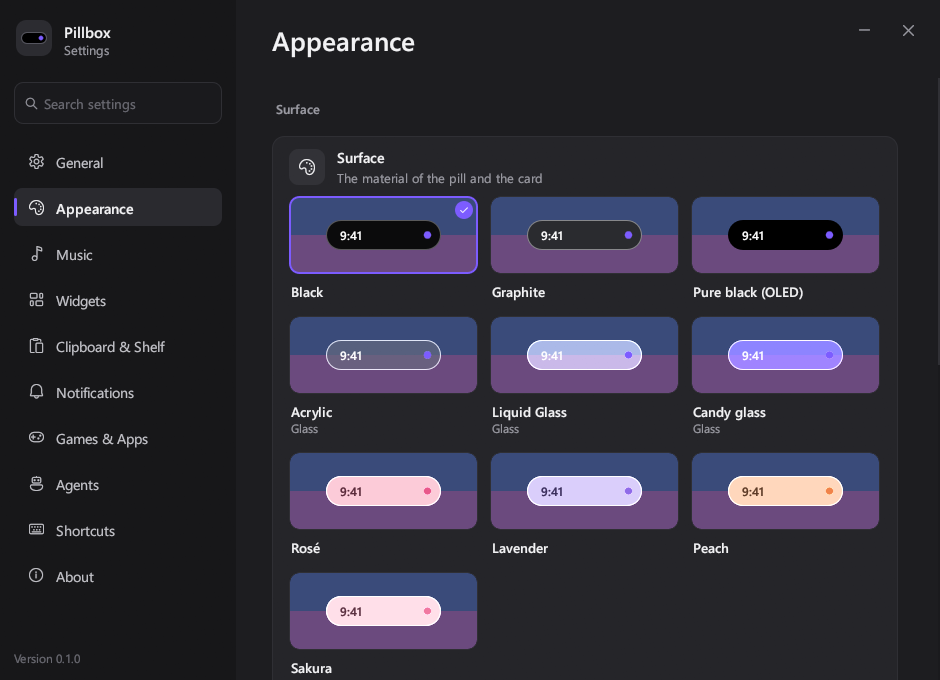 Pillbox
Settings
Search settings
General
Appearance
Music
Widgets
Clipboard & Shelf
Notifications
Games & Apps
Agents
Shortcuts
About
Version 0.1.0
Appearance
Surface
Surface
The material of the pill and the card
9:41
9:41
9:41
Black
Graphite
Pure black (OLED)
9:41
9:41
9:41
Acrylic
Liquid Glass
Candy glass
Glass
Glass
Glass
9:41
9:41
9:41
Rosé
Lavender
Peach
9:41
Sakura